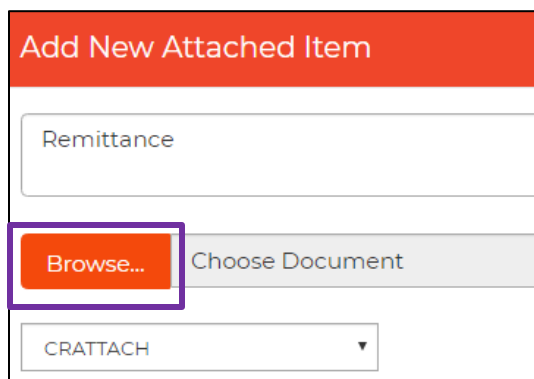 Add New Attached Item
Remittance
Browse...
Choose Document
CRATTACH